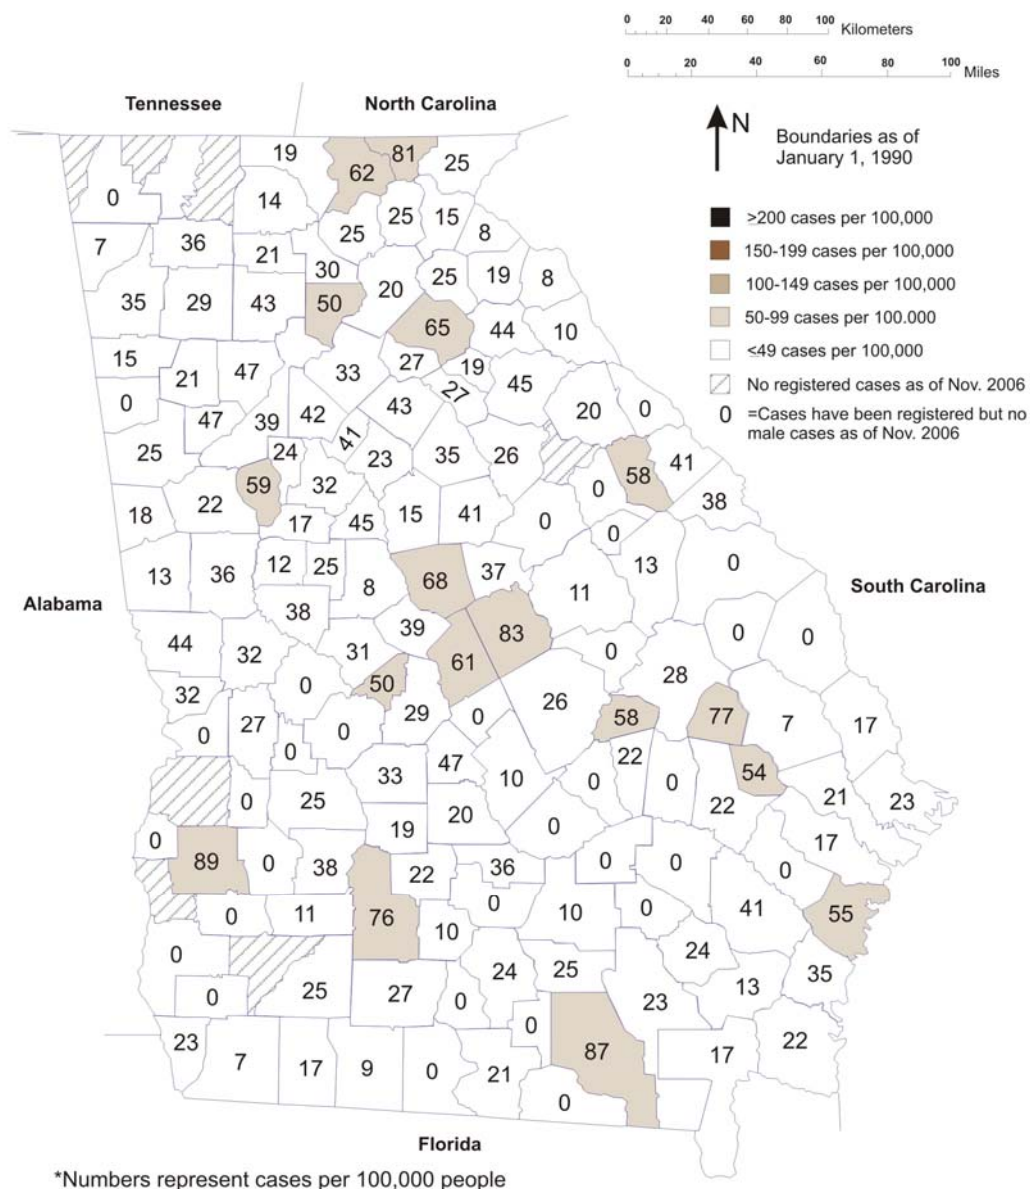 0 20 40 60 80 100 Kilometers
0 20 40 60 80 100 Miles
Tennessee North Carolina
N
Boundaries as of
January 1, 1990
≥200 cases per 100,000
150-199 cases per 100,000
100-149 cases per 100,000
50-99 cases per 100.000
≤49 cases per 100,000
No registered cases as of Nov. 2006
0 =Cases have been registered but no
male cases as of Nov. 2006
19 62 81 25
0 14
25 25 15 8
7 36 21 30 20 25 19 8
35 29 43 50 65 44 10
15 21 47 33 27 19 27 45
0 47 39 42 41 43 20 0
25 24 23 35 26 0 58 41
59 32 38
18 22 17 45 15 41 0 0
13 36 12 25 8 68 37 11 13 0
Alabama
South Carolina
38 39 83
44 32 31 61 0 28 0 0
32 0 50 29 0 26 58 77 7 17
0 27 0 0
33 47 10 0 22 0 54
0 25 22 21 23
0 19 20 0 17
89 0 38 22 36 0 0 0
0 11 76 10 0 10 0 41 55
0 24 35
0 25 27 0 24 25 23 13
23 7 17 9 0 21 0 87 17 22
0
Florida
*Numbers represent cases per 100,000 people